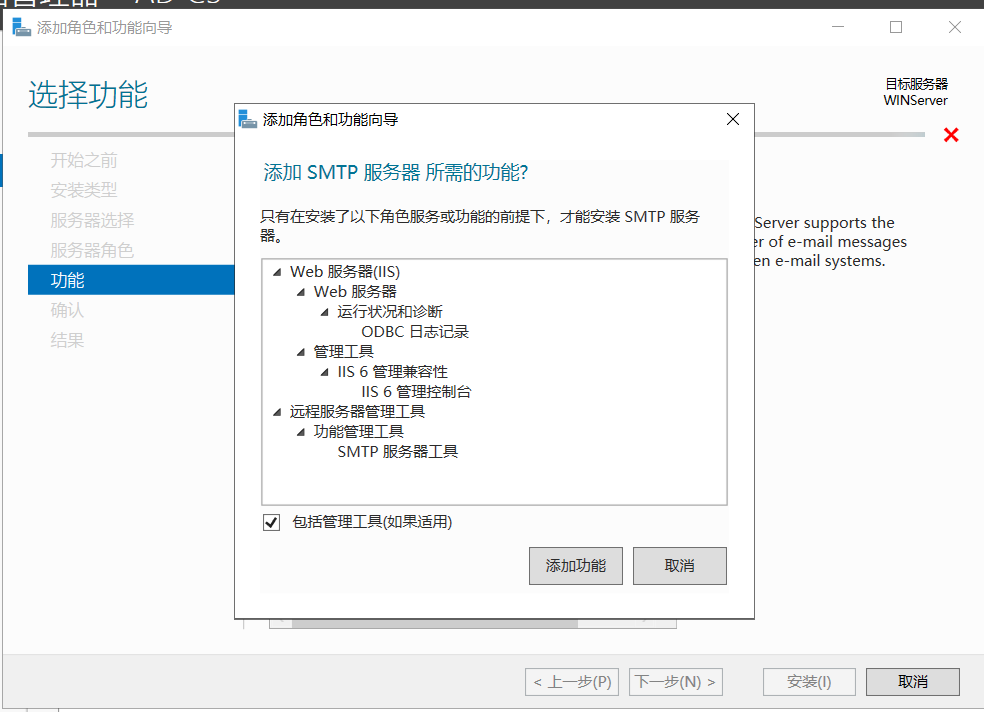 添加角色和功能向导
选择功能
目标服务器
WINServer
开始之前
安装类型
服务器选择
服务器角色
功能
确认
结果
添加角色和功能向导
添加 SMTP 服务器 所需的功能?
只有在安装了以下角色服务或功能的前提下，才能安装 SMTP 服务
器。
Web 服务器(IIS)
Web 服务器
运行状况和诊断
ODBC 日志记录
管理工具
IIS 6 管理兼容性
IIS 6 管理控制台
远程服务器管理工具
功能管理工具
SMTP 服务器工具
包括管理工具(如果适用)
添加功能
取消
Server supports the
of e-mail messages
e-mail systems.
< 上一步(P)
下一步(N) >
安装(I)
取消